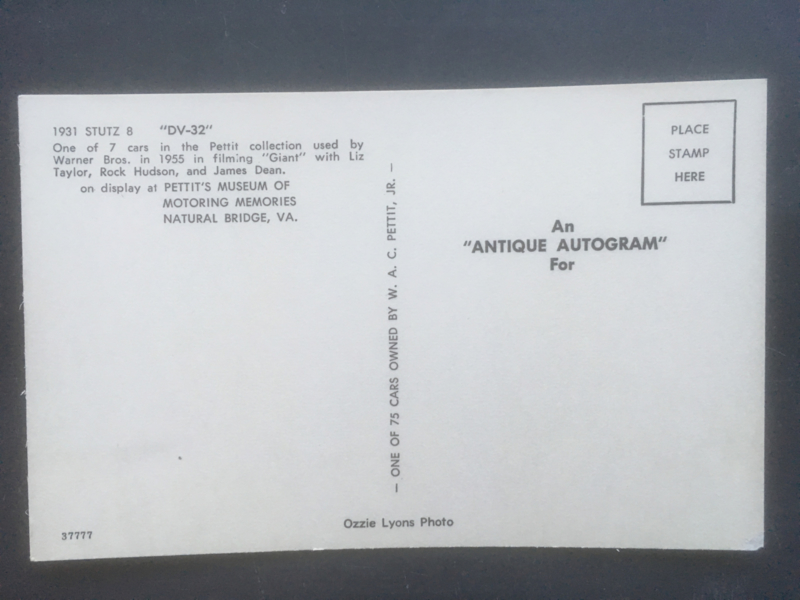 1931 STUTZ 8 "DV-32"
One of 7 cars in the Pettit collection used by
Warner Bros. in 1955 in filming "Giant" with Liz
Taylor, Rock Hudson, and James Dean.
on display at PETTIT'S MUSEUM OF
MOTORING MEMORIES
NATURAL BRIDGE, VA.
— ONE OF 75 CARS OWNED BY W. A. C. PETTIT, JR. —
PLACE
STAMP
HERE
An
"ANTIQUE AUTOGRAM"
For
Ozzie Lyons Photo
37777